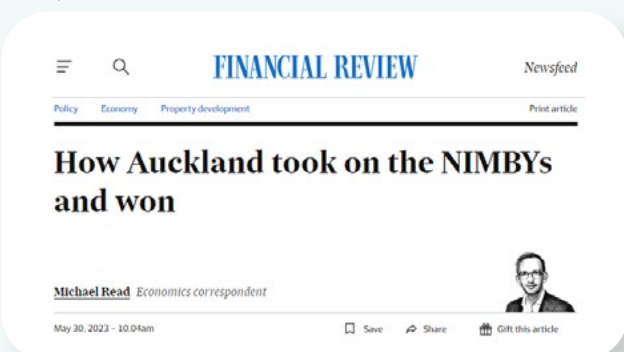 FINANCIAL REVIEW
Newsfeed
Policy Economy Property development
Print article
How Auckland took on the NIMBYs
and won
Michael Read Economics correspondent
May 30, 2023 - 10.04am
Save Share Gift this article